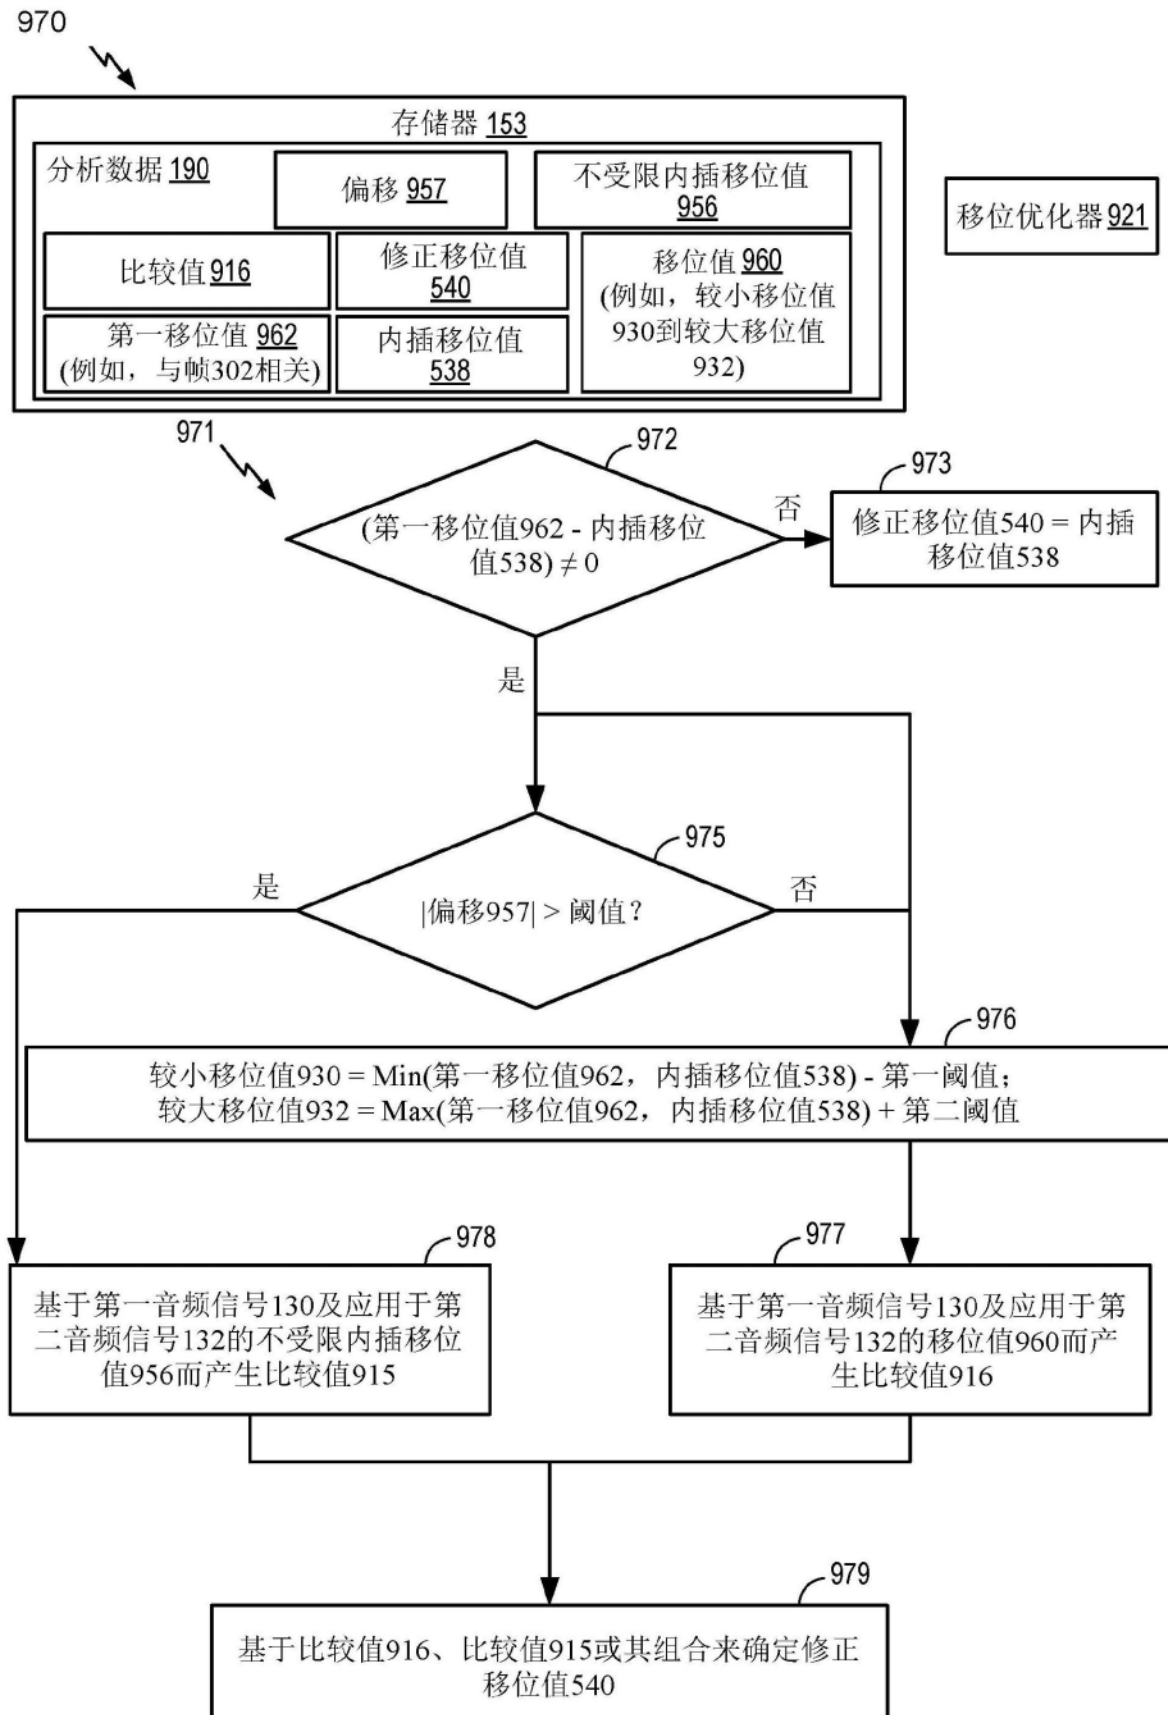 970
存储器 153
分析数据 190
偏移 957
不受限内插移位值
956
移位优化器 921
比较值 916
修正移位值
540
移位值 960
(例如，较小移位值
930到较大移位值
932)
第一移位值 962
(例如，与帧302相关)
内插移位值
538
971
972
(第一移位值962 - 内插移位
值538) ≠ 0
否
973
修正移位值540 = 内插
移位值538
是
975
是
|偏移957| > 阈值？
否
976
较小移位值930 = Min(第一移位值962，内插移位值538) - 第一阈值；
较大移位值932 = Max(第一移位值962，内插移位值538) + 第二阈值
978
基于第一音频信号130及应用于第
二音频信号132的不受限内插移位
值956而产生比较值915
977
基于第一音频信号130及应用于第
二音频信号132的移位值960而产
生比较值916
979
基于比较值916、比较值915或其组合来确定修正
移位值540